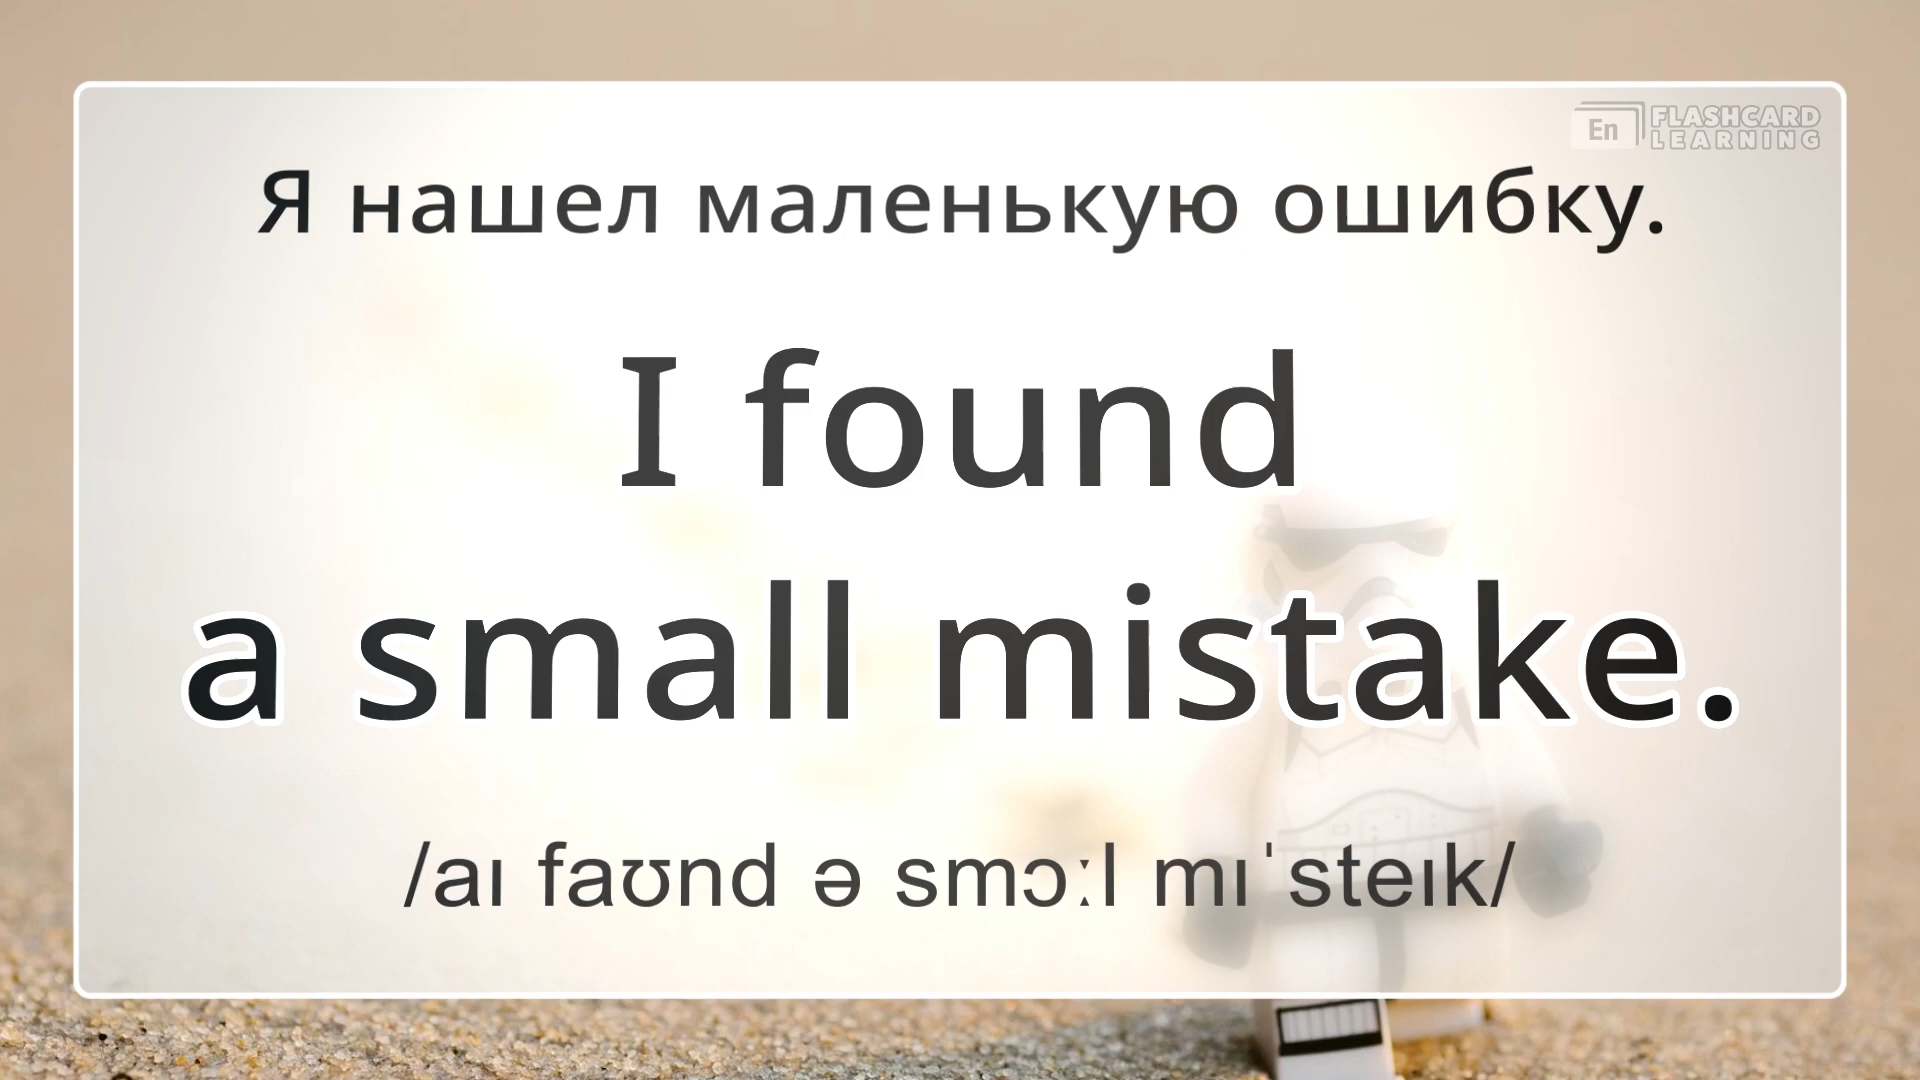 En
FLASHCARD
LEARNING
Я нашел маленькую ошибку.
I found
a small mistake.
/aɪ faʊnd ə smɔːl mɪˈsteɪk/